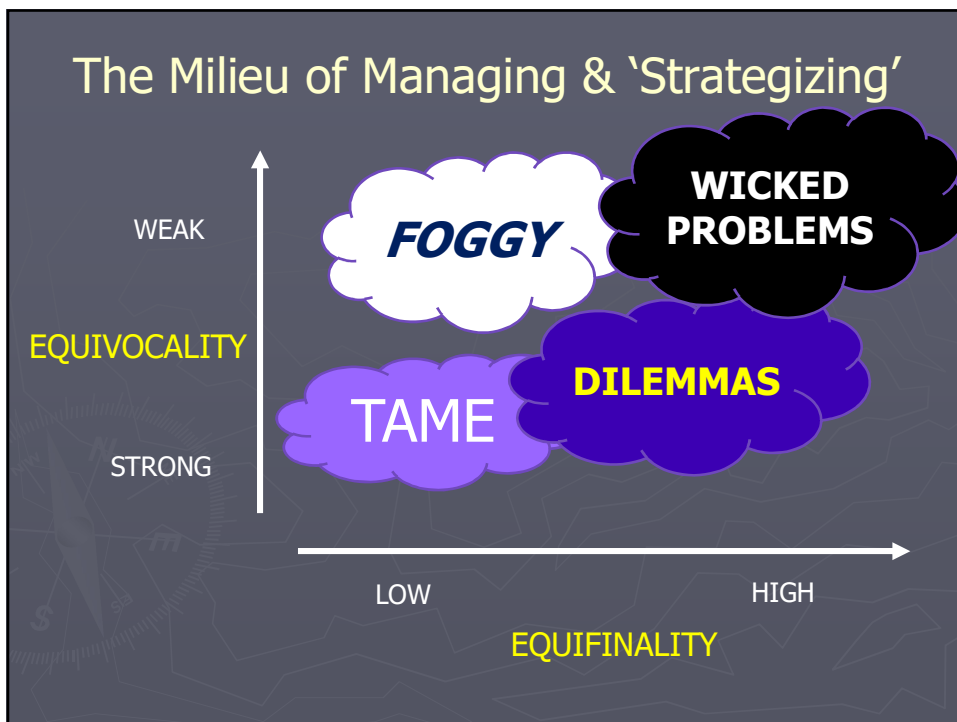 The Milieu of Managing & ‘Strategizing’
WEAK
FOGGY
WICKED
PROBLEMS
EQUIVOCALITY
DILEMMAS
TAME
STRONG
N
m
S
LOW
HIGH
EQUIFINALITY